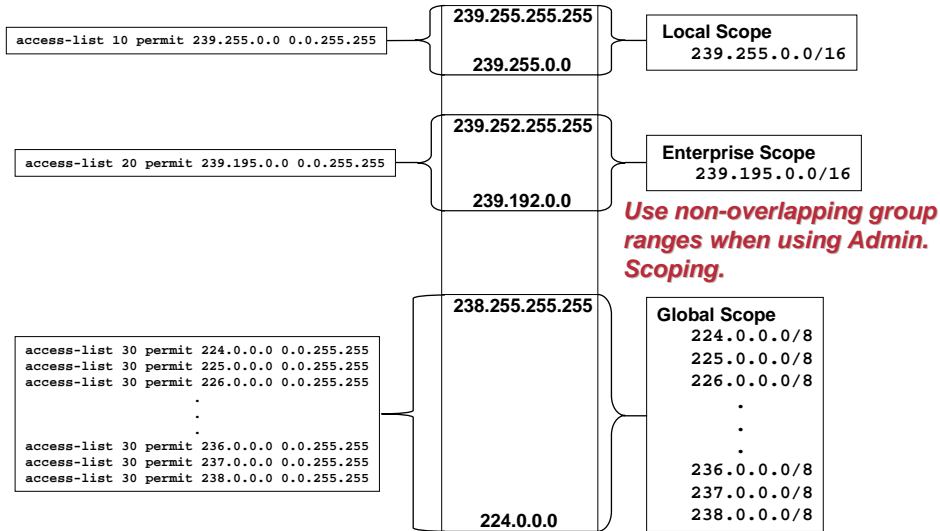 239.255.255.255
access-list 10 permit 239.255.0.0 0.0.255.255
Local Scope
239.255.0.0/16
239.255.0.0
239.252.255.255
access-list 20 permit 239.195.0.0 0.0.255.255
Enterprise Scope
239.195.0.0/16
239.192.0.0
Use non-overlapping group
ranges when using Admin.
Scoping.
238.255.255.255
access-list 30 permit 224.0.0.0 0.0.255.255
access-list 30 permit 225.0.0.0 0.0.255.255
access-list 30 permit 226.0.0.0 0.0.255.255
.
.
.
access-list 30 permit 236.0.0.0 0.0.255.255
access-list 30 permit 237.0.0.0 0.0.255.255
access-list 30 permit 238.0.0.0 0.0.255.255
Global Scope
224.0.0.0/8
225.0.0.0/8
226.0.0.0/8
.
.
.
236.0.0.0/8
237.0.0.0/8
238.0.0.0/8
224.0.0.0